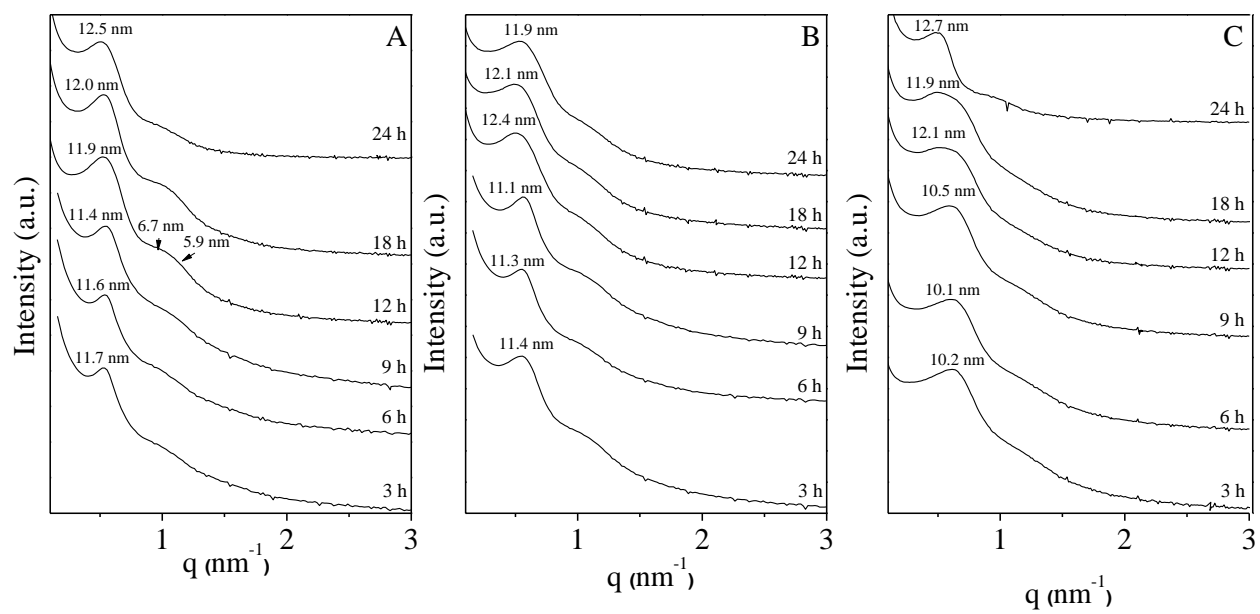 A
12.5 nm
24 h
12.0 nm
18 h
11.9 nm
6.7 nm
5.9 nm
12 h
11.4 nm
9 h
11.6 nm
6 h
11.7 nm
3 h
Intensity (a.u.)
1 2 3
q (nm⁻¹)
B
11.9 nm
24 h
12.1 nm
18 h
12.4 nm
12 h
11.1 nm
9 h
11.3 nm
6 h
11.4 nm
3 h
Intensity (a.u.)
1 2 3
q (nm⁻¹)
C
12.7 nm
24 h
11.9 nm
18 h
12.1 nm
12 h
10.5 nm
9 h
10.1 nm
6 h
10.2 nm
3 h
Intensity (a.u.)
0 1 2 3
q (nm⁻¹)